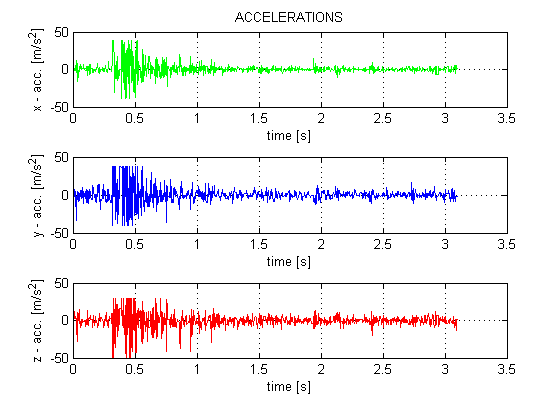 ACCELERATIONS
x - acc. [m/s²]
50
0
-50
0 0.5 1 1.5 2 2.5 3 3.5
time [s]
y - acc. [m/s²]
50
0
-50
0 0.5 1 1.5 2 2.5 3 3.5
time [s]
z - acc. [m/s²]
50
0
-50
0 0.5 1 1.5 2 2.5 3 3.5
time [s]